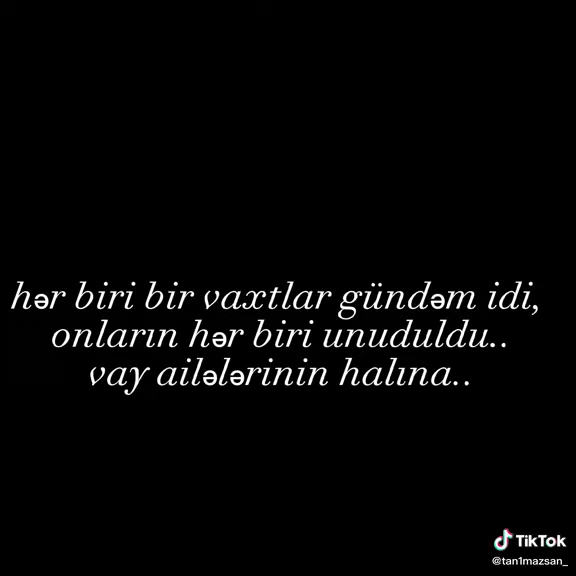 hər biri bir vaxtlar gündəm idi,
onların hər biri unuduldu..
vay ailələrinin halına..
TikTok
@tan1mazsan_